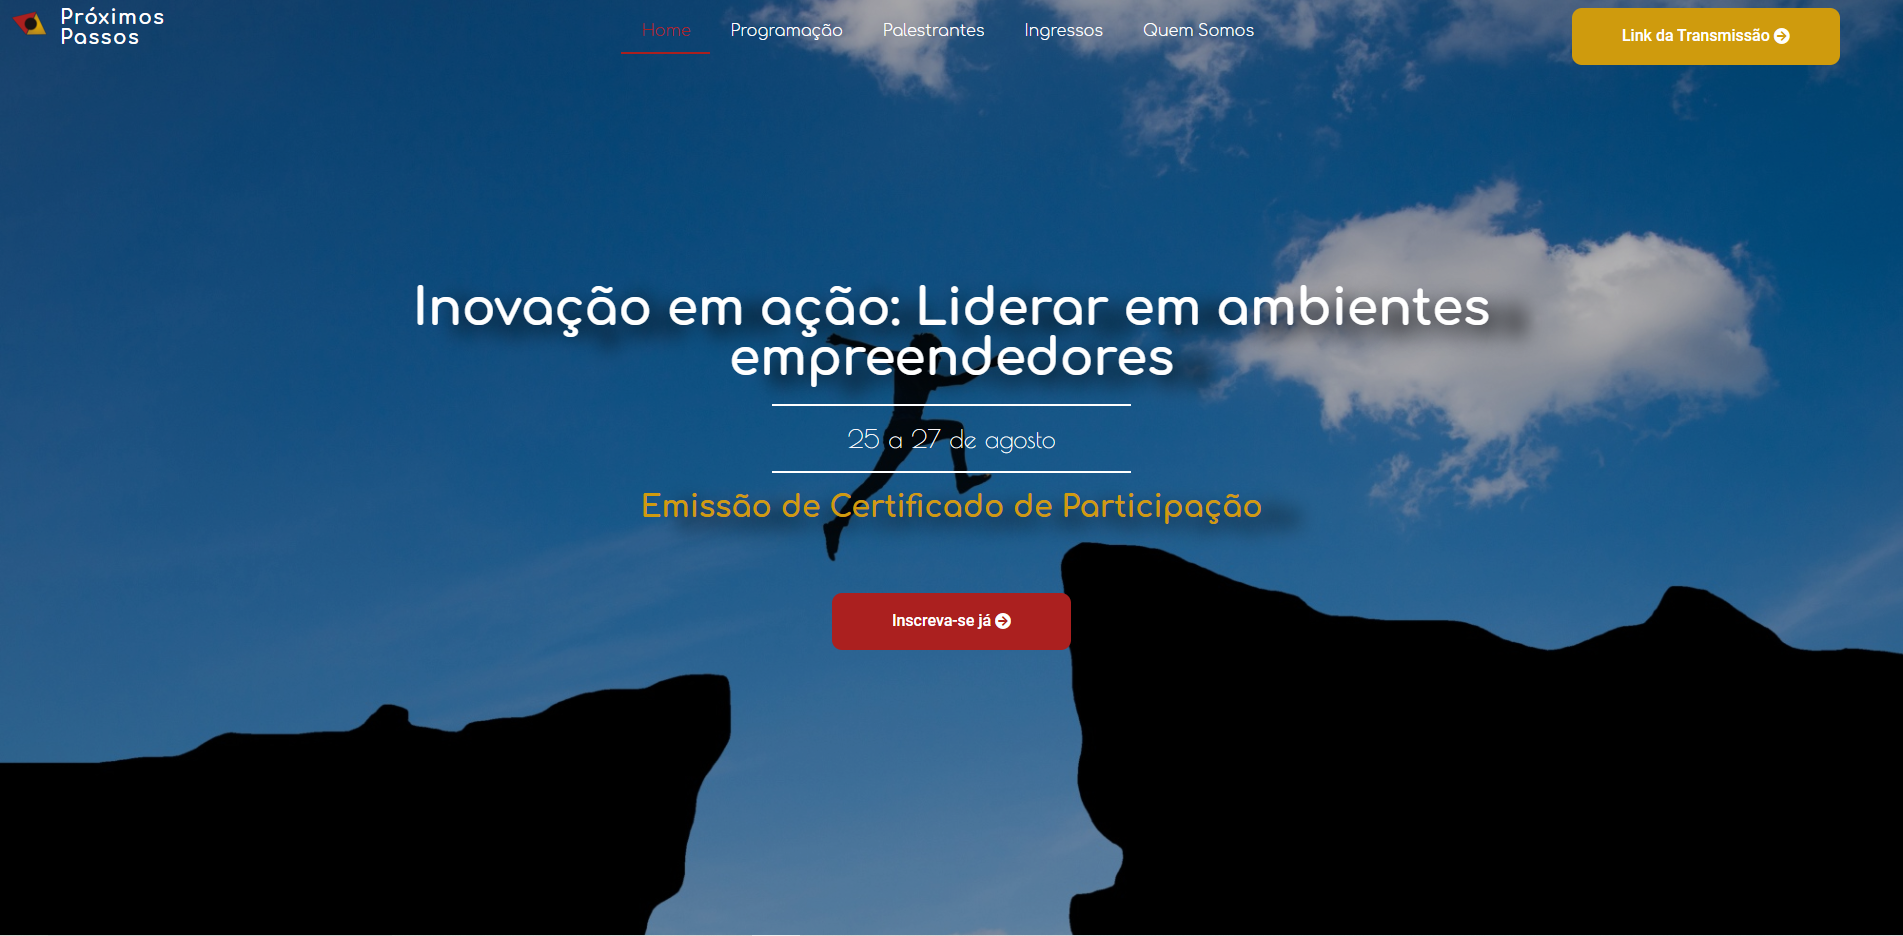 Próximos
Passos
Home
Programação
Palestrantes
Ingressos
Quem Somos
Link da Transmissão
Inovação em ação: Liderar em ambientes
empreendedores
25 a 27 de agosto
Emissão de Certificado de Participação
Inscreva-se já